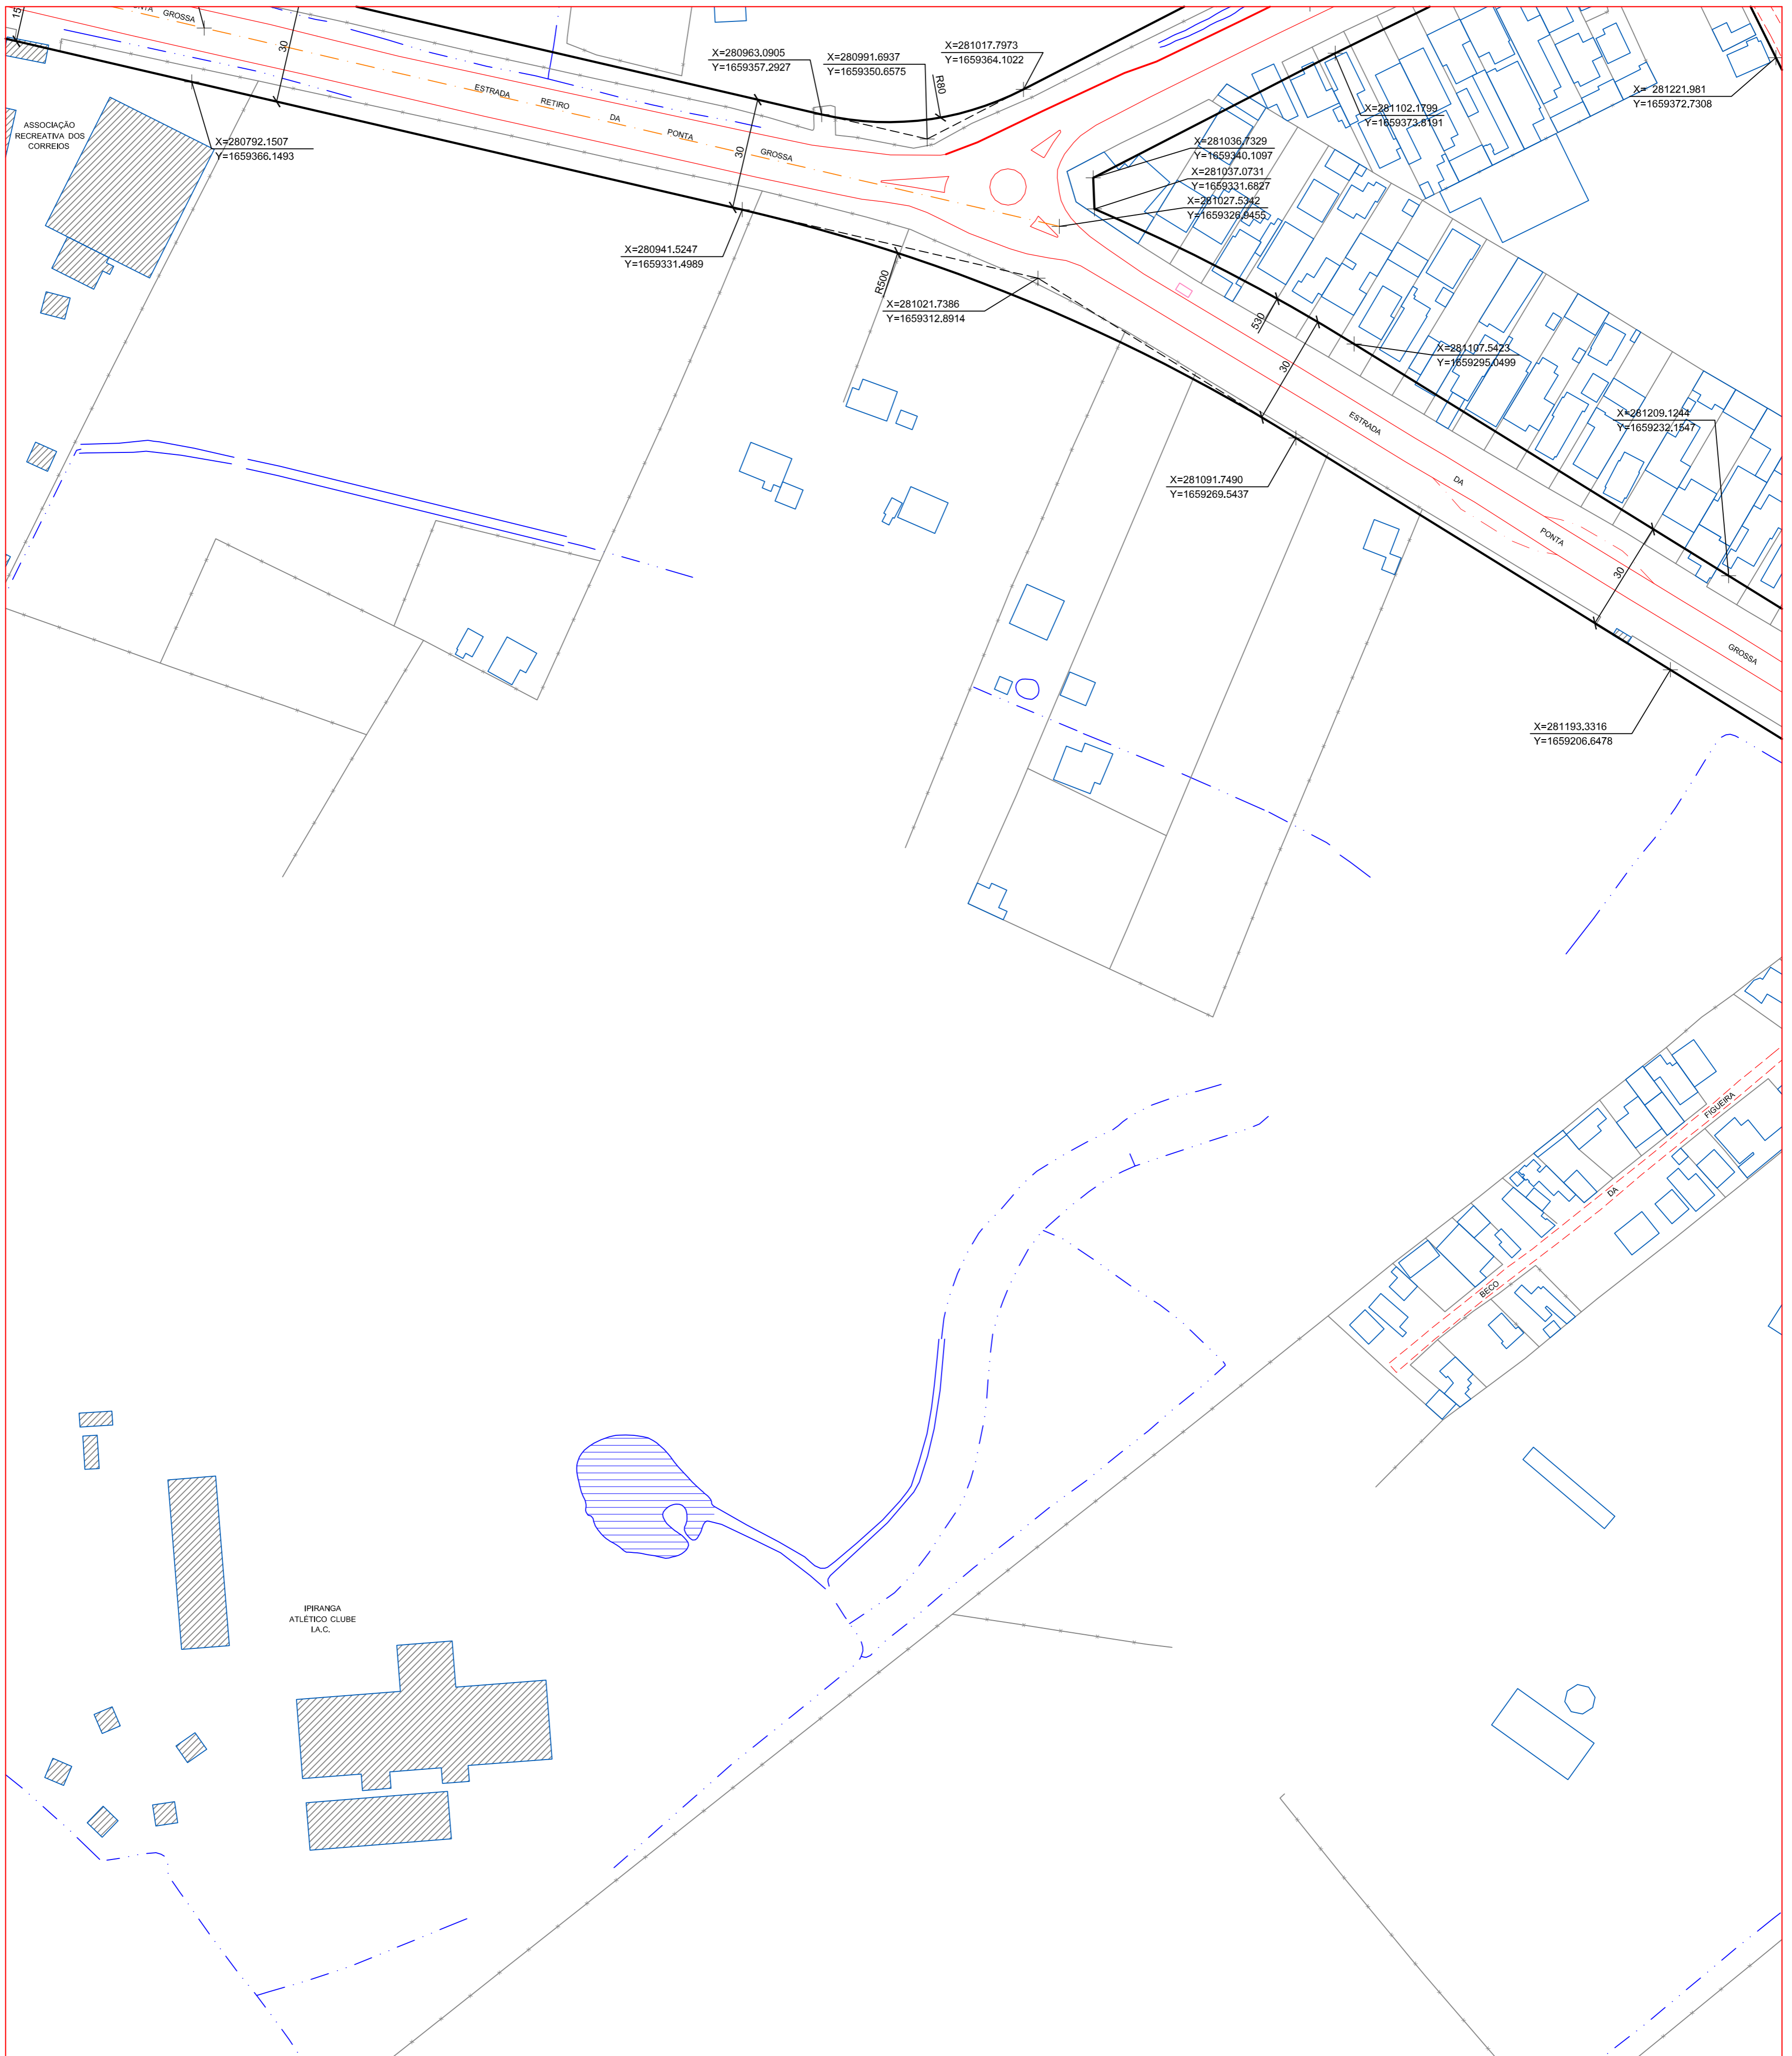 15
GROSSA
30
X=280963.0905
Y=1659357.2927
X=280991.6937
Y=1659350.6575
X=281017.7973
Y=1659364.1022
R80
X= 281221.981
Y=1659372.7308
X=281102.1799
Y=1659373.8191
ESTRADA RETIRO DA PONTA GROSSA
ASSOCIAÇÃO
RECREATIVA DOS
CORREIOS
X=280792.1507
Y=1659366.1493
30
X=281036.7329
Y=1659340.1097
X=281037.0731
Y=1659331.6827
X=281027.5342
Y=1659326.9455
X=280941.5247
Y=1659331.4989
R500
X=281021.7386
Y=1659312.8914
530
30
X=281107.5423
Y=1659295.0499
X=281209.1244
Y=1659232.1547
ESTRADA DA PONTA GROSSA
X=281091.7490
Y=1659269.5437
30
X=281193.3316
Y=1659206.6478
BECO DA FIGUEIRA
IPIRANGA
ATLÉTICO CLUBE
I.A.C.